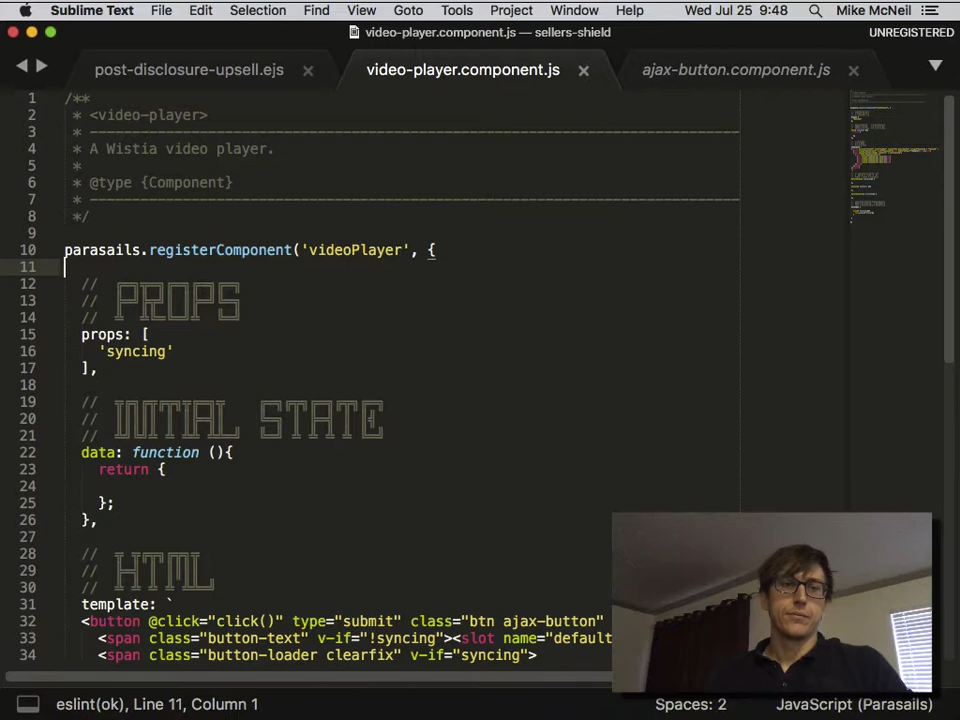 Sublime Text File Edit Selection Find View Goto Tools Project Window Help Wed Jul 25 9:48 Mike McNeil
video-player.component.js — sellers-shield UNREGISTERED
post-disclosure-upsell.ejs video-player.component.js ajax-button.component.js
1 /**
2 * <video-player>
3 * -----------------------------------------------------------------------------
4 * A Wistia video player.
5 *
6 * @type {Component}
7 * -----------------------------------------------------------------------------
8 */
9
10 parasails.registerComponent('videoPlayer', {
11
12 //
13 // PROPS
14 //
15 props: [
16 'syncing'
17 ],
18
19 //
20 // INITIAL STATE
21 //
22 data: function (){
23 return {
24
25 };
26 },
27
28 //
29 // HTML
30 //
31 template: `
32 <button @click="click()" type="submit" class="btn ajax-button"
33 <span class="button-text" v-if="!syncing"><slot name="default
34 <span class="button-loader clearfix" v-if="syncing">
eslint(ok), Line 11, Column 1 Spaces: 2 JavaScript (Parasails)